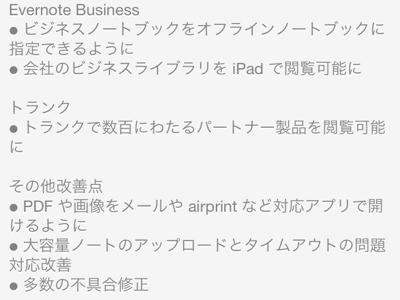 Evernote Business
● ビジネスノートブックをオフラインノートブックに
指定できるように
● 会社のビジネスライブラリを iPad で閲覧可能に
トランク
● トランクで数百にわたるパートナー製品を閲覧可能
に
その他改善点
● PDF や画像をメールや airprint など対応アプリで開
けるように
● 大容量ノートのアップロードとタイムアウトの問題
対応改善
● 多数の不具合修正